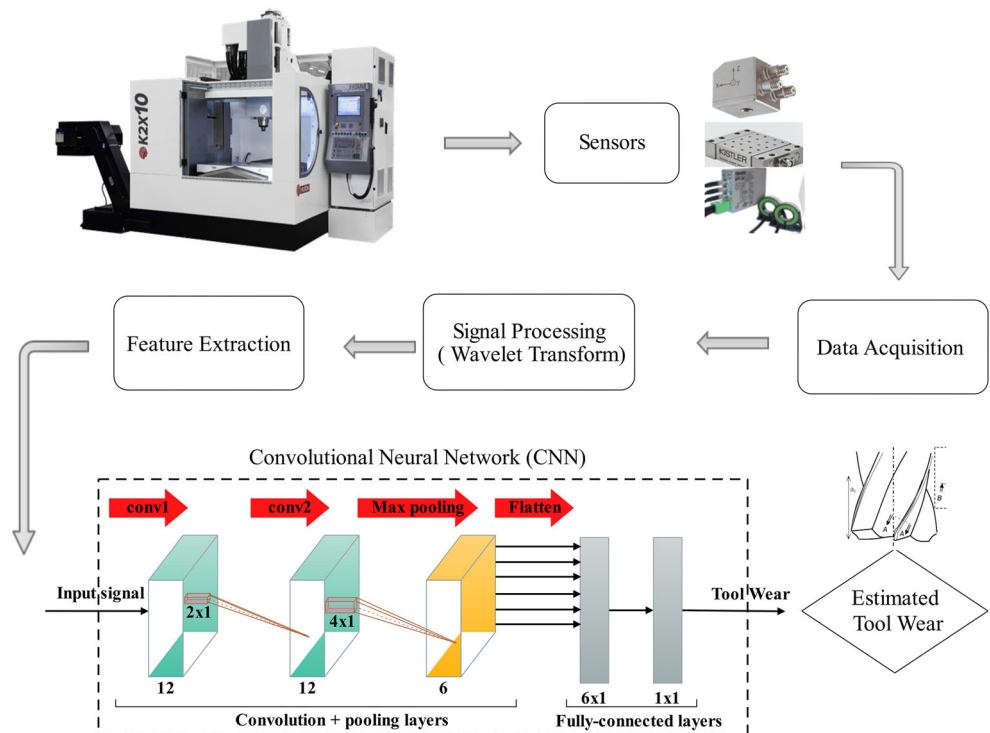 K2X10
HSM
Sensors
X
Z
Y
KISTLER
Feature Extraction
Signal Processing
( Wavelet Transform)
Data Acquisition
Convolutional Neural Network (CNN)
conv1
conv2
Max pooling
Flatten
B
A
A
Input signal
2x1
4x1
Tool Wear
Estimated
Tool Wear
12
12
6
6x1
1x1
Convolution + pooling layers
Fully-connected layers